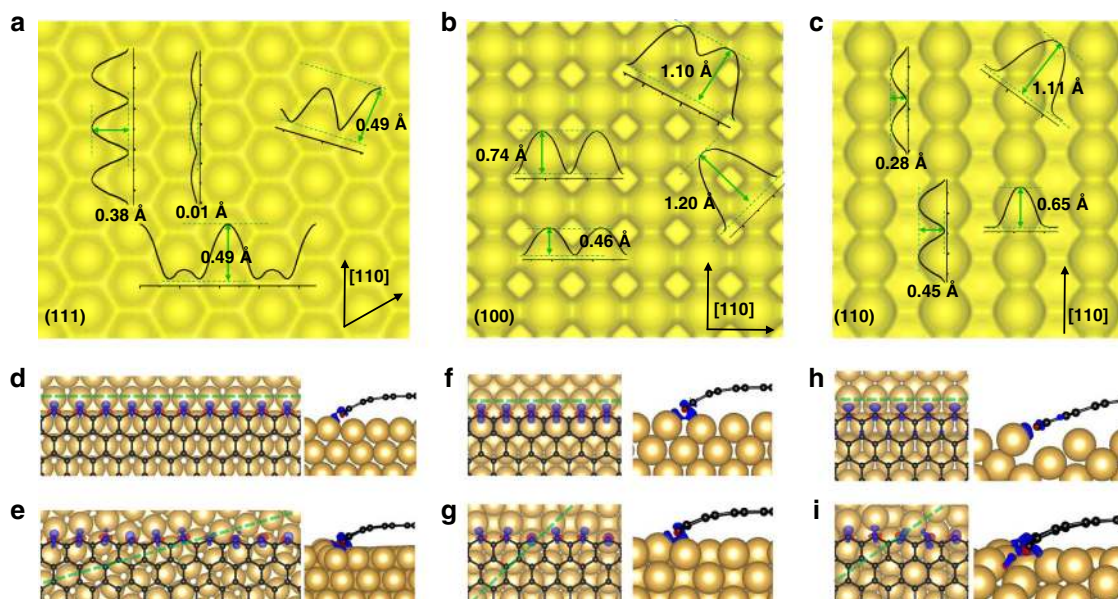 a
b
c
0.49 Å
0.38 Å
0.01 Å
0.49 Å
[110]
(111)
1.10 Å
0.74 Å
1.20 Å
0.46 Å
[110]
(100)
1.11 Å
0.28 Å
0.65 Å
0.45 Å
[110]
(110)
d
f
h
e
g
i